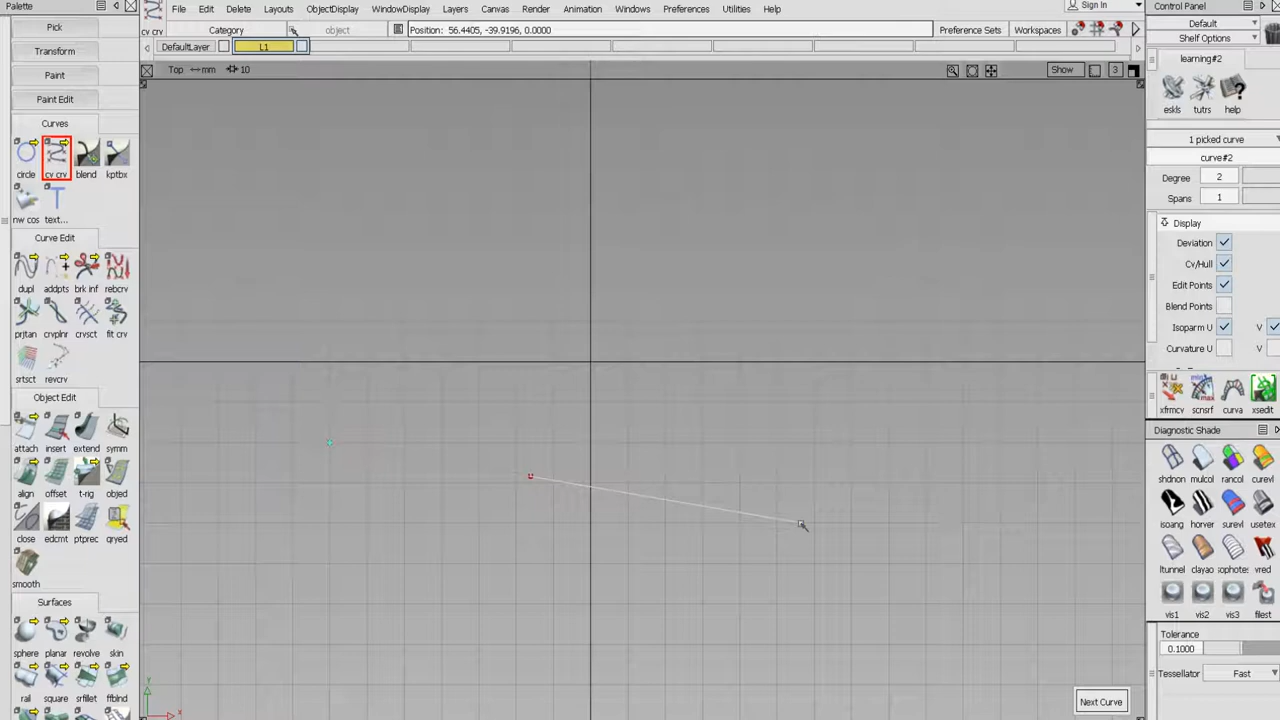 Palette
Pick
Transform
Paint
Paint Edit
Curves
circle cv crv blend kptbx
nw cos text...
Curve Edit
dupl addpts brk inf rebcrv
prjtan crvplnr crvsct fit crv
srtsct revcrv
Object Edit
attach insert extend symm
align offset t-rig objed
close edcmt ptprec qryed
smooth
Surfaces
sphere planar revolve skin
rail square srfillet ffblnd
File Edit Delete Layouts ObjectDisplay WindowDisplay Layers Canvas Render Animation Windows Preferences Utilities Help Sign In
cv crv Category object Position: 56.4405, -39.9196, 0.0000 Preference Sets Workspaces
DefaultLayer L1
Top mm 10 Show 3
Next Curve
Y
X
Control Panel
Default
Shelf Options
learning#2
eskls tutrs help
1 picked curve
curve#2
Degree 2
Spans 1
Display
Deviation
Cv/Hull
Edit Points
Blend Points
Isoparm U V
Curvature U V
xfrmcv scnsrf curva xsedit
Diagnostic Shade
shdnon mulcol rancol curevl
isoang horver surevl usetex
ltunnel clayao sophotes vred
vis1 vis2 vis3 filest
Tolerance
0.1000
Tessellator Fast